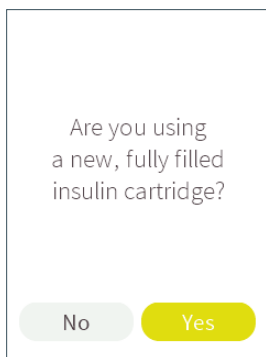 Are you using
a new, fully filled
insulin cartridge?
No
Yes